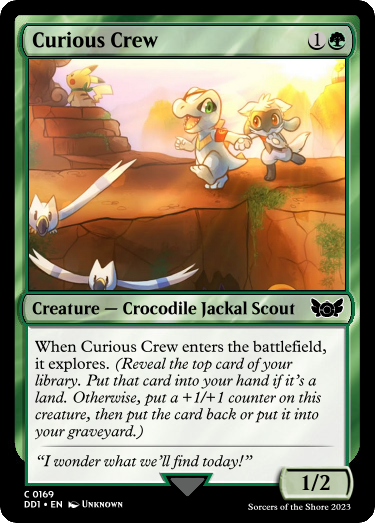 Curious Crew 1
Creature — Crocodile Jackal Scout
When Curious Crew enters the battlefield,
it explores. (Reveal the top card of your
library. Put that card into your hand if it's a
land. Otherwise, put a +1/+1 counter on this
creature, then put the card back or put it into
your graveyard.)
“I wonder what we'll find today!”
1/2
C 0169
DD1 • EN Unknown
Sorcers of the Shore 2023